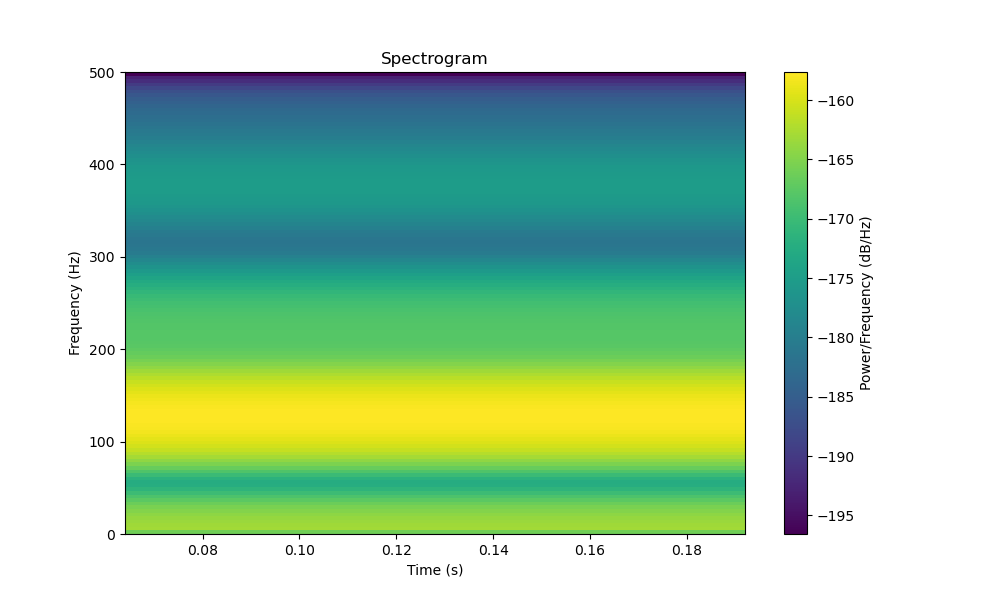 Spectrogram
500
400
300
200
100
0
Frequency (Hz)
0.08 0.10 0.12 0.14 0.16 0.18
Time (s)
−160
−165
−170
−175
−180
−185
−190
−195
Power/Frequency (dB/Hz)